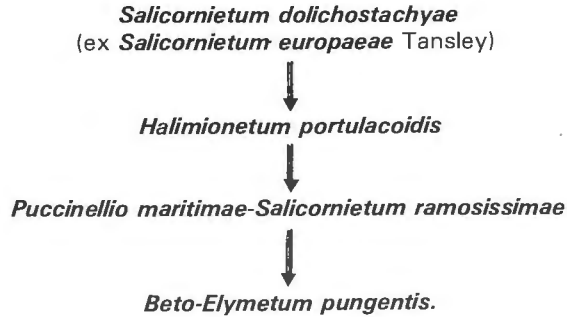 Salicornietum dolichostachyae
(ex Salicornietum europaeae Tansley)
Halimionetum portulacoidis
Puccinellio maritimae-Salicornietum ramosissimae
Beto-Elymetum pungentis.